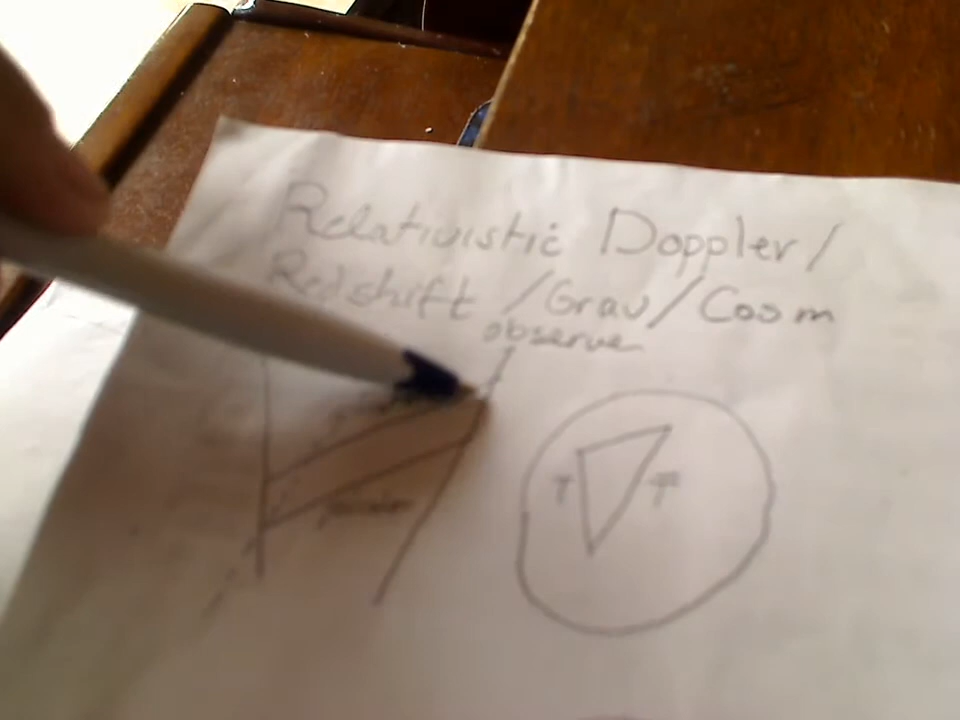 Relativistic Doppler/
Redshift /Grav/Cosm
observe
T T